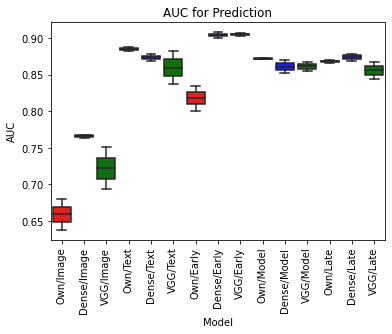 AUC for Prediction
AUC
0.90
0.85
0.80
0.75
0.70
0.65
Own/Image
Dense/Image
VGG/Image
Own/Text
Dense/Text
VGG/Text
Own/Early
Dense/Early
VGG/Early
Own/Model
Dense/Model
VGG/Model
Own/Late
Dense/Late
VGG/Late
Model